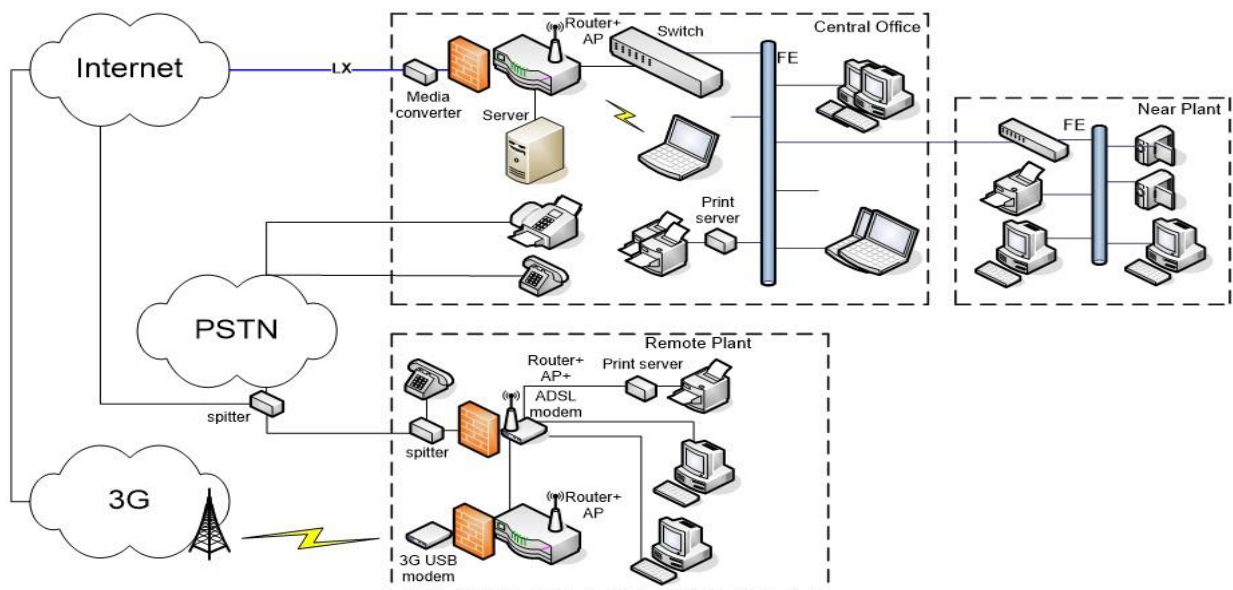 Internet
LX
Media
converter
Router+
AP
Switch
Central Office
FE
Server
Print
server
Near Plant
FE
PSTN
spitter
Remote Plant
Router+
AP+
ADSL
modem
Print server
spitter
3G
Router+
AP
3G USB
modem